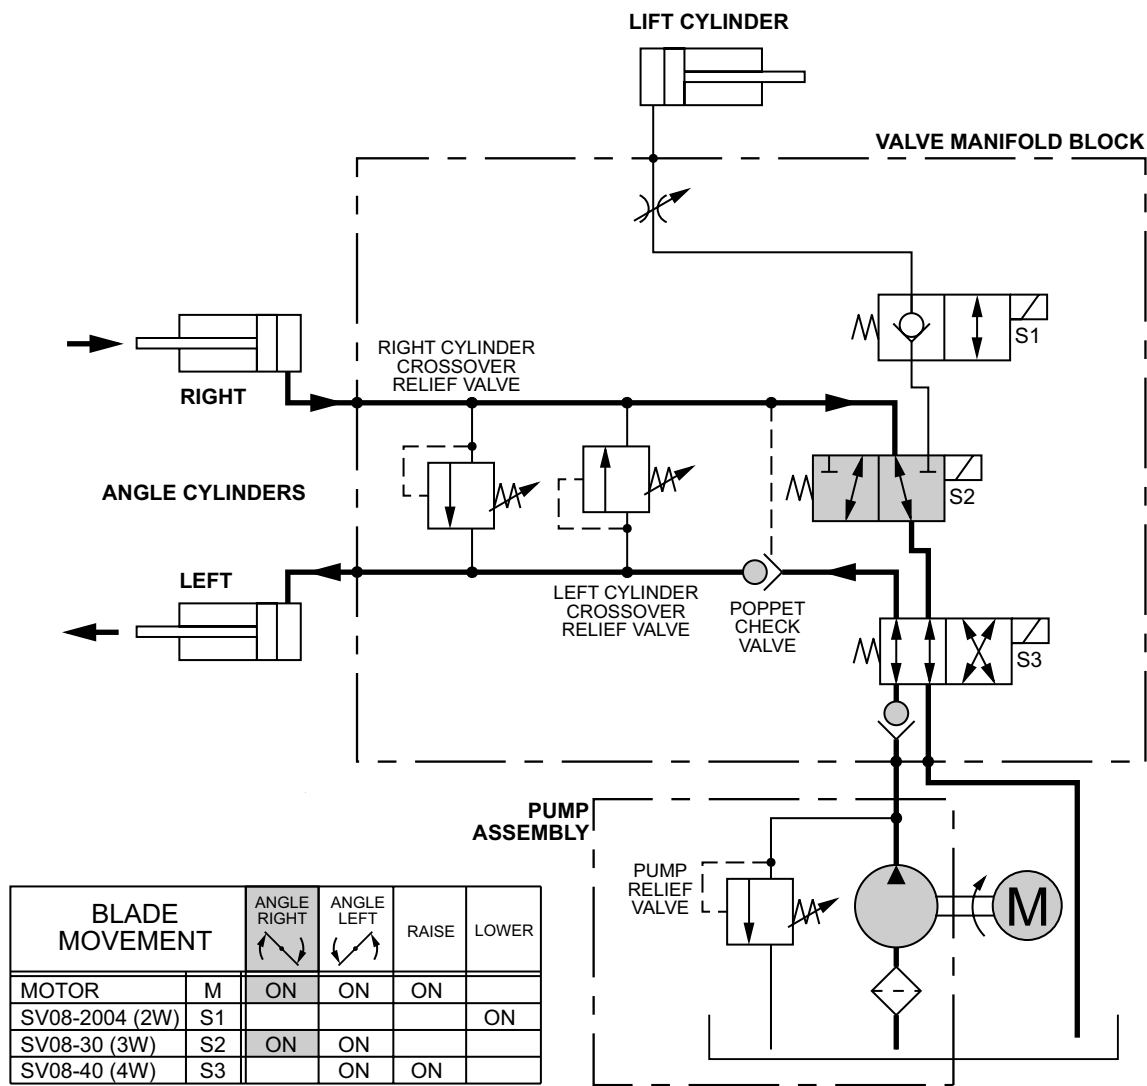 LIFT CYLINDER
VALVE MANIFOLD BLOCK
S1
RIGHT CYLINDER
CROSSOVER
RELIEF VALVE
RIGHT
ANGLE CYLINDERS
S2
LEFT
LEFT CYLINDER
CROSSOVER
RELIEF VALVE
POPPET
CHECK
VALVE
S3
PUMP
ASSEMBLY
PUMP
RELIEF
VALVE
M
BLADE
MOVEMENT
ANGLE
RIGHT
ANGLE
LEFT
RAISE
LOWER
MOTOR M ON ON ON
SV08-2004 (2W) S1 ON
SV08-30 (3W) S2 ON ON
SV08-40 (4W) S3 ON ON